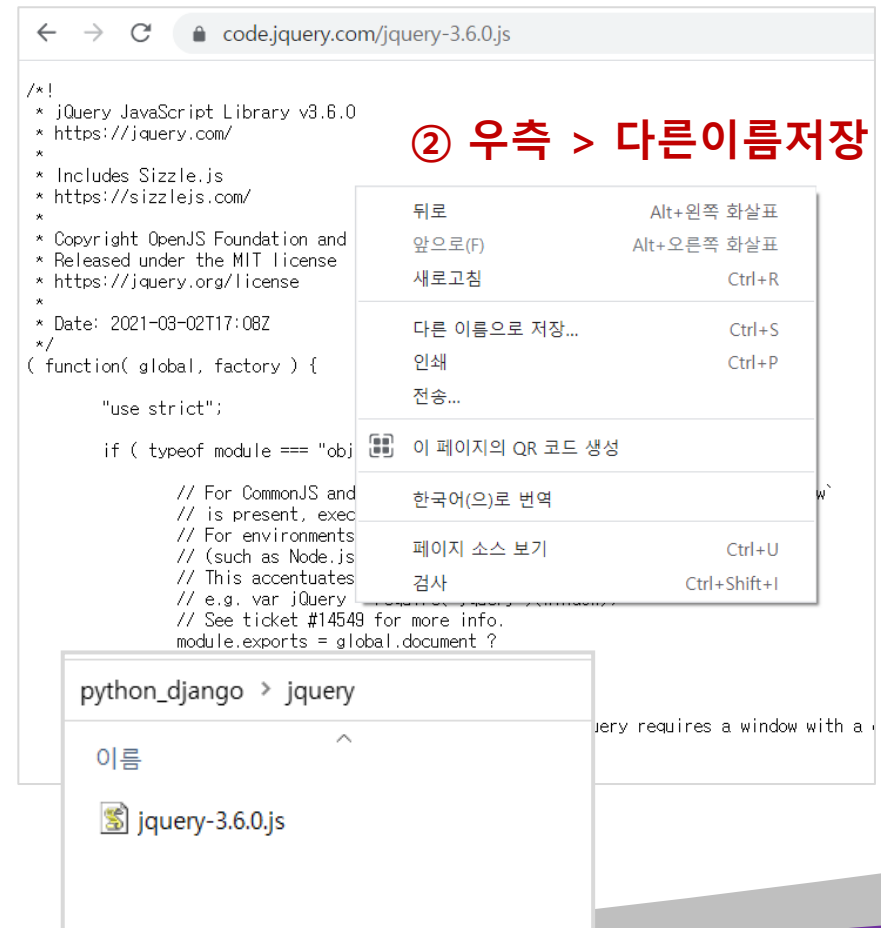 code.jquery.com/jquery-3.6.0.js
/*!
 * jQuery JavaScript Library v3.6.0
 * https://jquery.com/
 *
 * Includes Sizzle.js
 * https://sizzlejs.com/
 *
 * Copyright OpenJS Foundation and
 * Released under the MIT license
 * https://jquery.org/license
 *
 * Date: 2021-03-02T17:08Z
 */
( function( global, factory ) {
"use strict";
if ( typeof module === "obj
// For CommonJS and
w`
// is present, exec
// For environments
// (such as Node.js
// This accentuates
// e.g. var jQuery
// See ticket #14549 for more info.
module.exports = global.document ?
uery requires a window with a
② 우측 > 다른이름저장
뒤로 Alt+왼쪽 화살표
앞으로(F) Alt+오른쪽 화살표
새로고침 Ctrl+R
다른 이름으로 저장... Ctrl+S
인쇄 Ctrl+P
전송...
이 페이지의 QR 코드 생성
한국어(으)로 번역
페이지 소스 보기 Ctrl+U
검사 Ctrl+Shift+I
python_django > jquery
이름
jquery-3.6.0.js